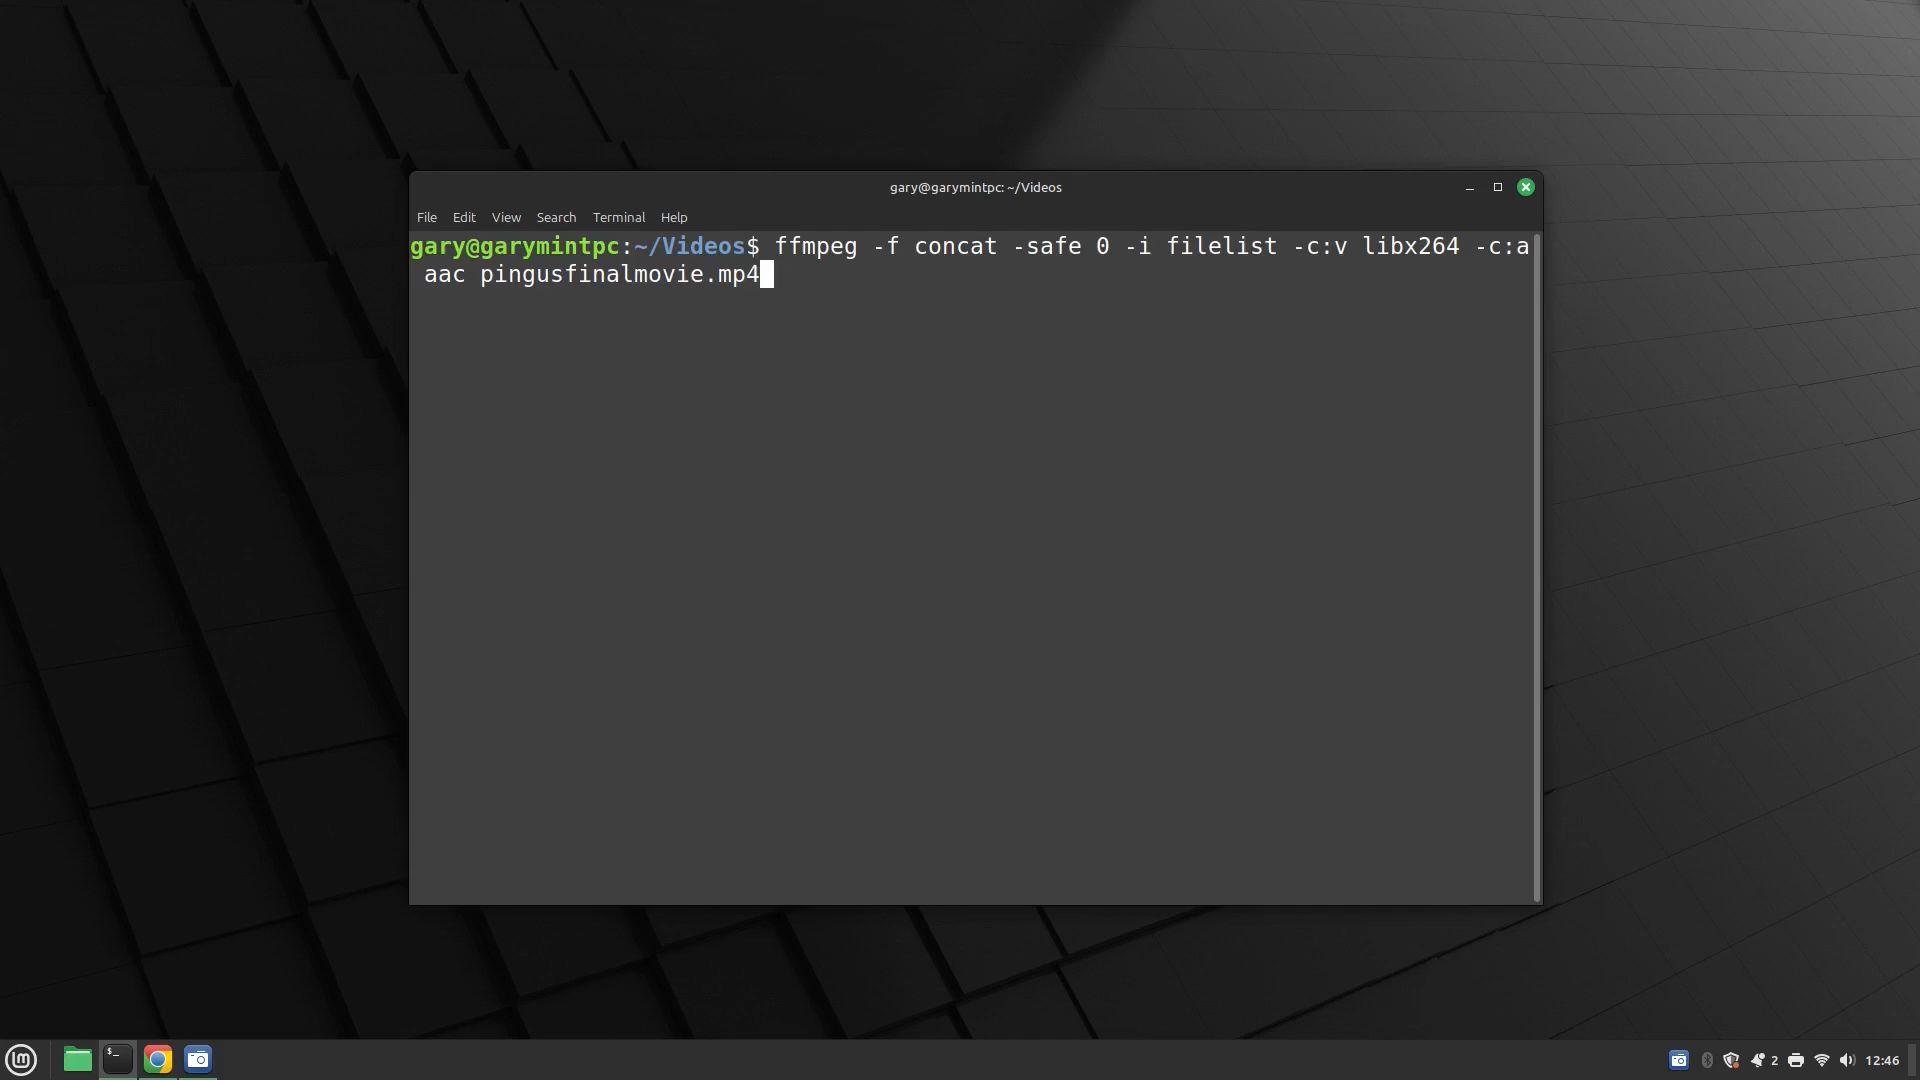 gary@garymintpc: ~/Videos
File Edit View Search Terminal Help
gary@garymintpc:~/Videos$ ffmpeg -f concat -safe 0 -i filelist -c:v libx264 -c:a
aac pingusfinalmovie.mp4
$_
lm
2
12:46